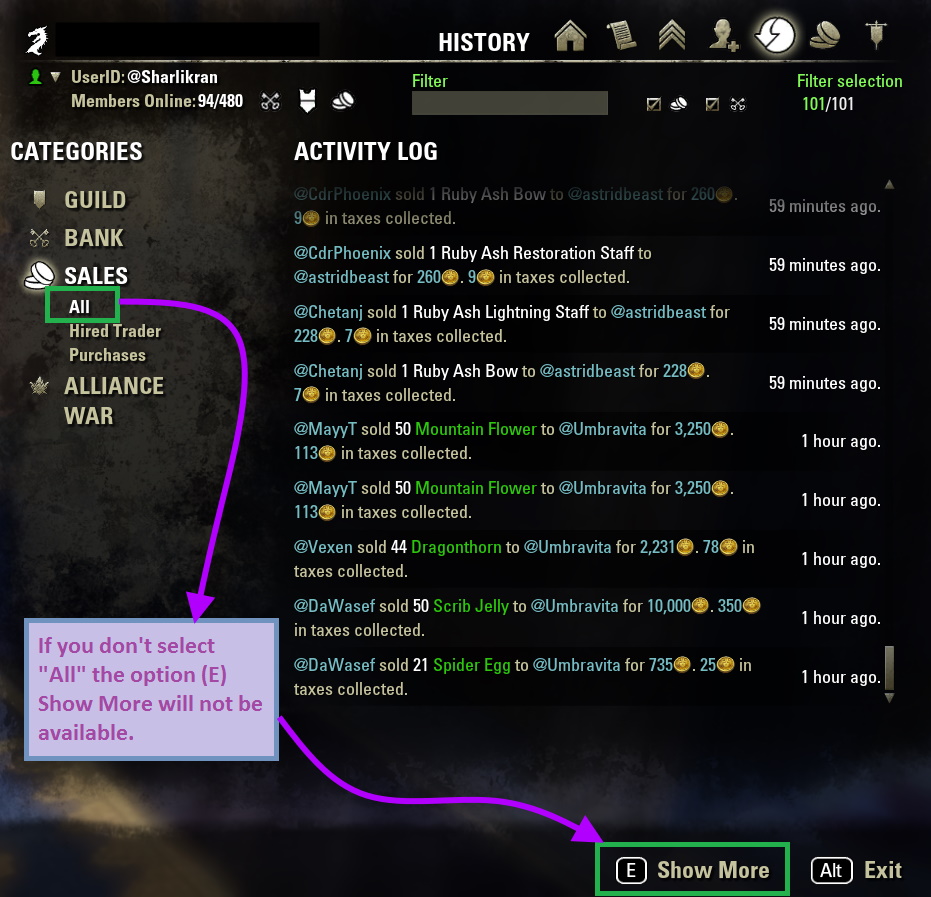 HISTORY
UserID: @Sharlikran
Members Online: 94/480
Filter
Filter selection
101/101
CATEGORIES
GUILD
BANK
SALES
All
Hired Trader
Purchases
ALLIANCE
WAR
ACTIVITY LOG
@CdrPhoenix sold 1 Ruby Ash Bow to @astridbeast for 260.
9 in taxes collected.
59 minutes ago.
@CdrPhoenix sold 1 Ruby Ash Restoration Staff to
@astridbeast for 260. 9 in taxes collected.
59 minutes ago.
@Chetanj sold 1 Ruby Ash Lightning Staff to @astridbeast for
228. 7 in taxes collected.
59 minutes ago.
@Chetanj sold 1 Ruby Ash Bow to @astridbeast for 228.
7 in taxes collected.
59 minutes ago.
@MayyT sold 50 Mountain Flower to @Umbravita for 3,250.
113 in taxes collected.
1 hour ago.
@MayyT sold 50 Mountain Flower to @Umbravita for 3,250.
113 in taxes collected.
1 hour ago.
@Vexen sold 44 Dragonthorn to @Umbravita for 2,231. 78 in
taxes collected.
1 hour ago.
@DaWasef sold 50 Scrib Jelly to @Umbravita for 10,000. 350
in taxes collected.
1 hour ago.
@DaWasef sold 21 Spider Egg to @Umbravita for 735. 25 in
taxes collected.
1 hour ago.
If you don't select
"All" the option (E)
Show More will not be
available.
E Show More
Alt Exit